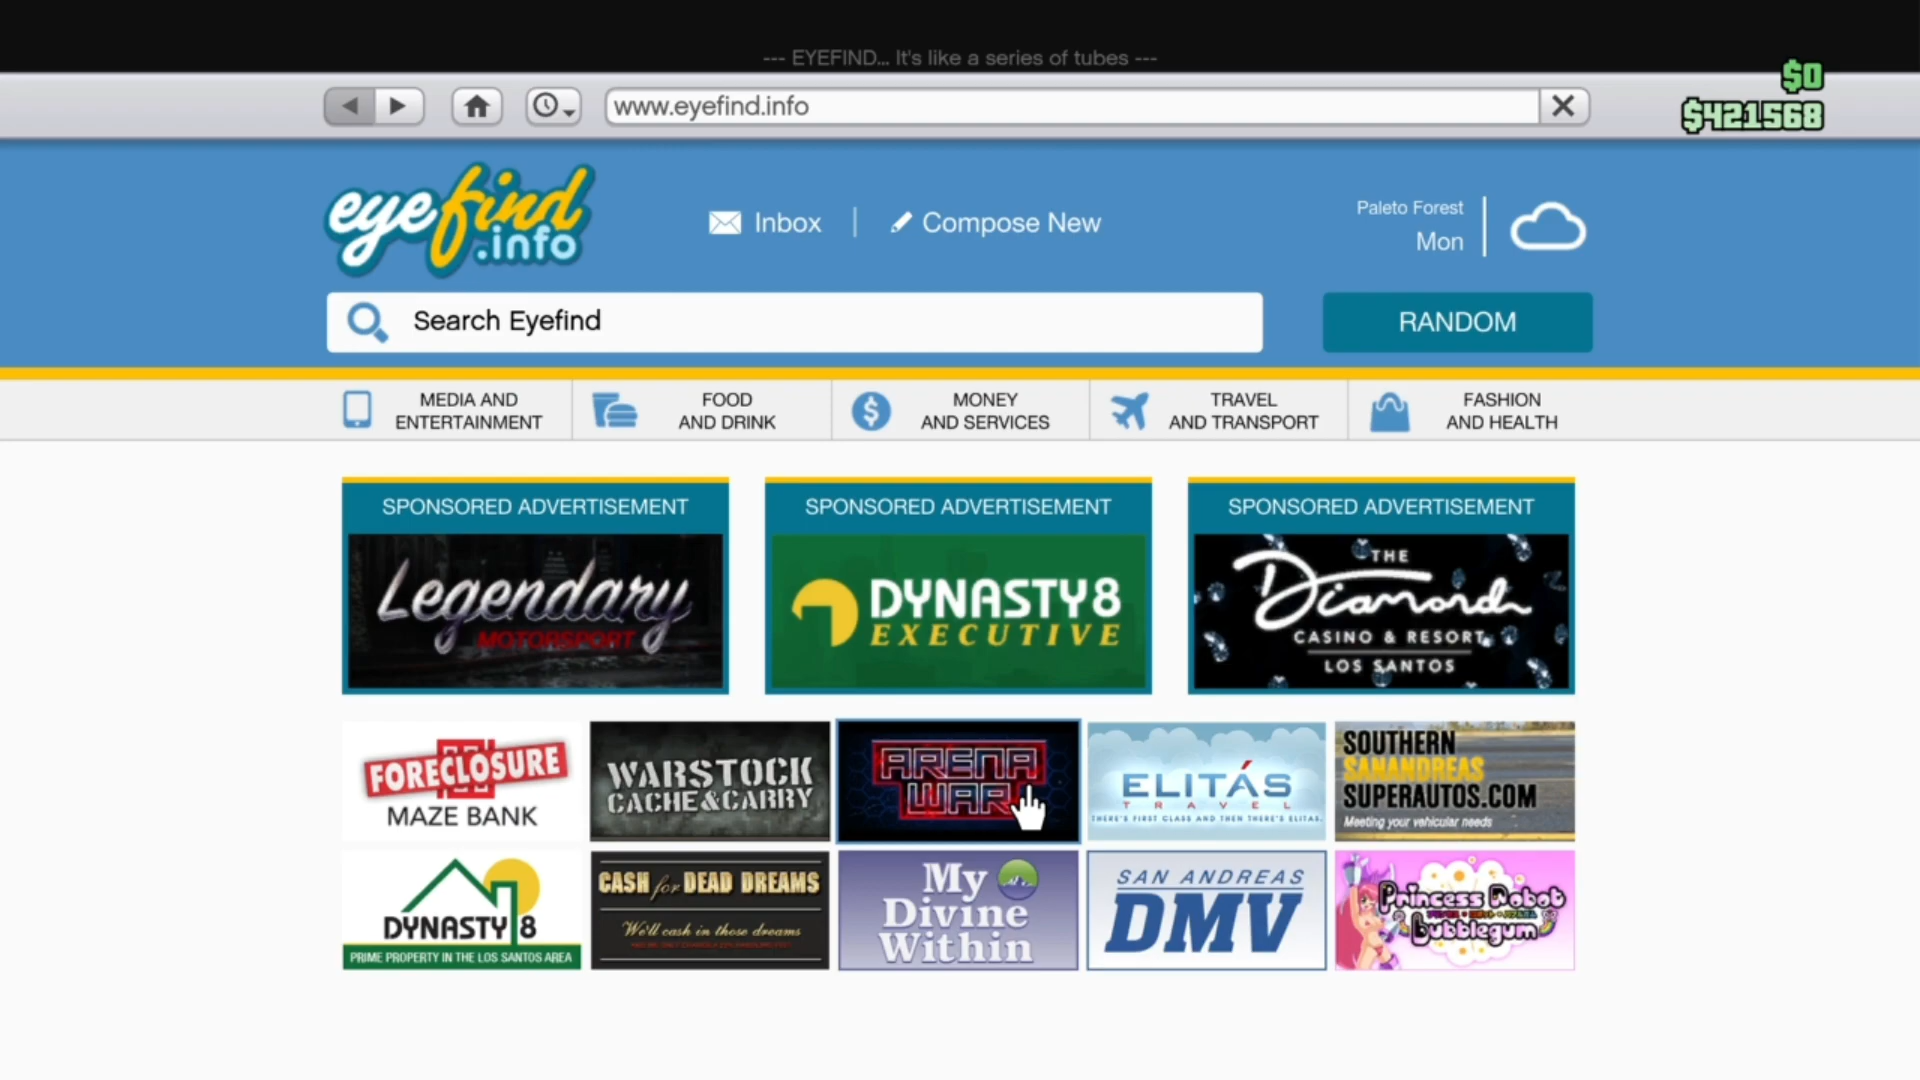 --- EYEFIND... It's like a series of tubes ---
$0
www.eyefind.info
$421568
eyefind
.info
Inbox
Compose New
Paleto Forest
Mon
Search Eyefind
RANDOM
MEDIA AND
ENTERTAINMENT
FOOD
AND DRINK
MONEY
AND SERVICES
TRAVEL
AND TRANSPORT
FASHION
AND HEALTH
SPONSORED ADVERTISEMENT
Legendary
MOTORSPORT
SPONSORED ADVERTISEMENT
DYNASTY8
EXECUTIVE
SPONSORED ADVERTISEMENT
THE
Diamond
CASINO & RESORT
LOS SANTOS
FORECLOSURE
MAZE BANK
WARSTOCK
CACHE&CARRY
ARENA
WAR
ELITÁS
TRAVEL
THERE'S FIRST CLASS AND THEN THERE'S ELITAS.
SOUTHERN
SANANDREAS
SUPERAUTOS.COM
Meeting your vehicular needs
DYNASTY 8
PRIME PROPERTY IN THE LOS SANTOS AREA
CASH for DEAD DREAMS
We'll cash in those dreams
My
Divine
Within
SAN ANDREAS
DMV
Princess Robot
Bubblegum